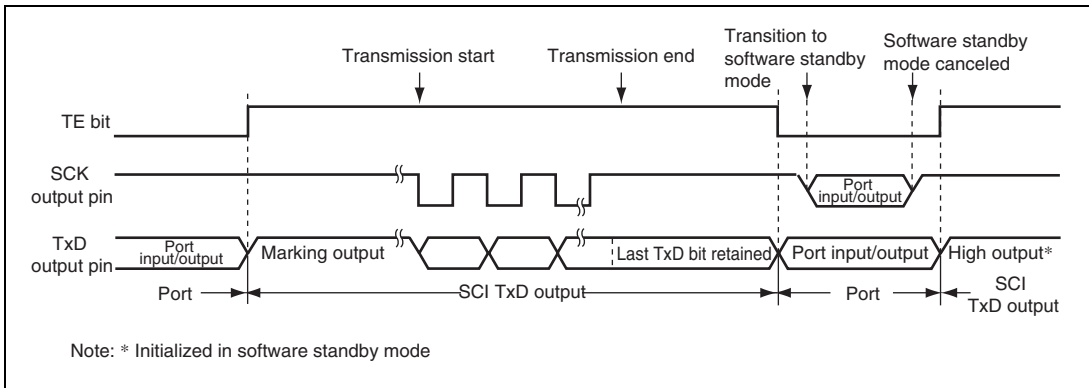 Transmission start
Transmission end
Transition to
software standby
mode
Software standby
mode canceled
TE bit
SCK
output pin
Port
input/output
TxD
output pin
Port
input/output
Marking output
Last TxD bit retained
Port input/output
High output*
Port
SCI TxD output
Port
SCI
TxD output
Note: * Initialized in software standby mode